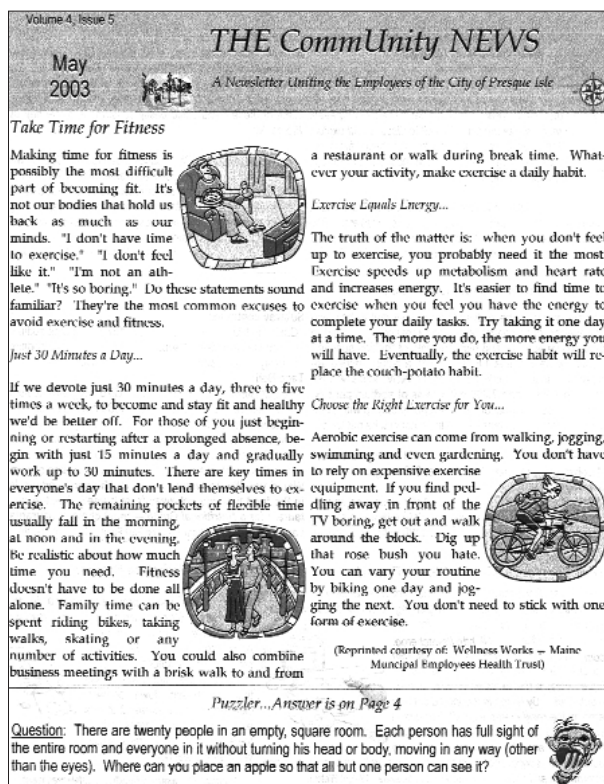 Volume 4, Issue 5
May
2003
THE CommUnity NEWS
A Newsletter Uniting the Employees of the City of Presque Isle
Take Time for Fitness
Making time for fitness is
possibly the most difficult
part of becoming fit. It's
not our bodies that hold us
back as much as our
minds. "I don't have time
to exercise." "I don't feel
like it." "I'm not an ath-
lete." "It's so boring." Do these statements sound
familiar? They're the most common excuses to
avoid exercise and fitness.
Just 30 Minutes a Day...
If we devote just 30 minutes a day, three to five
times a week, to become and stay fit and healthy
we'd be better off. For those of you just begin-
ning or restarting after a prolonged absence, be-
gin with just 15 minutes a day and gradually
work up to 30 minutes. There are key times in
everyone's day that don't lend themselves to ex-
ercise. The remaining pockets of flexible time
usually fall in the morning,
at noon and in the evening.
Be realistic about how much
time you need. Fitness
doesn't have to be done all
alone. Family time can be
spent riding bikes, taking
walks, skating or any
number of activities. You could also combine
business meetings with a brisk walk to and from
a restaurant or walk during break time. What-
ever your activity, make exercise a daily habit.
Exercise Equals Energy...
The truth of the matter is: when you don't feel
up to exercise, you probably need it the most.
Exercise speeds up metabolism and heart rate
and increases energy. It's easier to find time to
exercise when you feel you have the energy to
complete your daily tasks. Try taking it one day
at a time. The more you do, the more energy you
will have. Eventually, the exercise habit will re-
place the couch-potato habit.
Choose the Right Exercise for You...
Aerobic exercise can come from walking, jogging,
swimming and even gardening. You don't have
to rely on expensive exercise
equipment. If you find ped-
dling away in front of the
TV boring, get out and walk
around the block. Dig up
that rose bush you hate.
You can vary your routine
by biking one day and jog-
ging the next. You don't need to stick with one
form of exercise.
(Reprinted courtesy of: Wellness Works – Maine
Muncipal Employees Health Trust)
Puzzler...Answer is on Page 4
Question: There are twenty people in an empty, square room. Each person has full sight of
the entire room and everyone in it without turning his head or body, moving in any way (other
than the eyes). Where can you place an apple so that all but one person can see it?